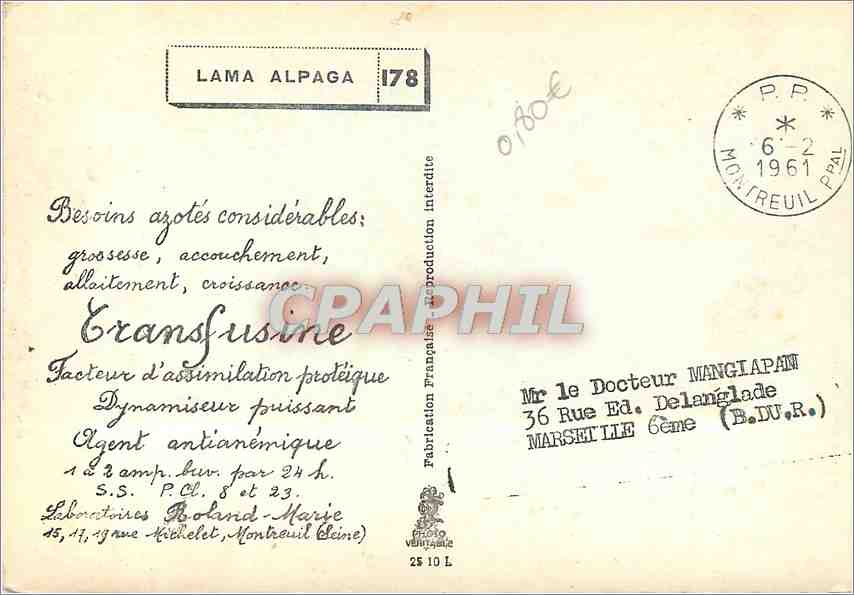 LAMA ALPAGA 178
0,80€
* P.P. *
*
6-2
1961
MONTREUIL PPAL
Besoins azotés considérables:
grossesse, accouchement,
allaitement, croissance.
Transfusine
Facteur d'assimilation protéique
Dynamiseur puissant
Agent antianémique
1 à 2 amp. buv. par 24 h.
S.S. P.Cl. 8 et 23.
Laboratoires Roland-Marie
15, 17, 19 rue Michelet, Montreuil (Seine)
CPAPHIL
Fabrication Française - Reproduction interdite
PHOTO
VÉRITABLE
25 10 L
Mr le Docteur MANGIAPAN
36 Rue Ed. Delanglade
MARSEILLE 6ème (B.DU.R.)